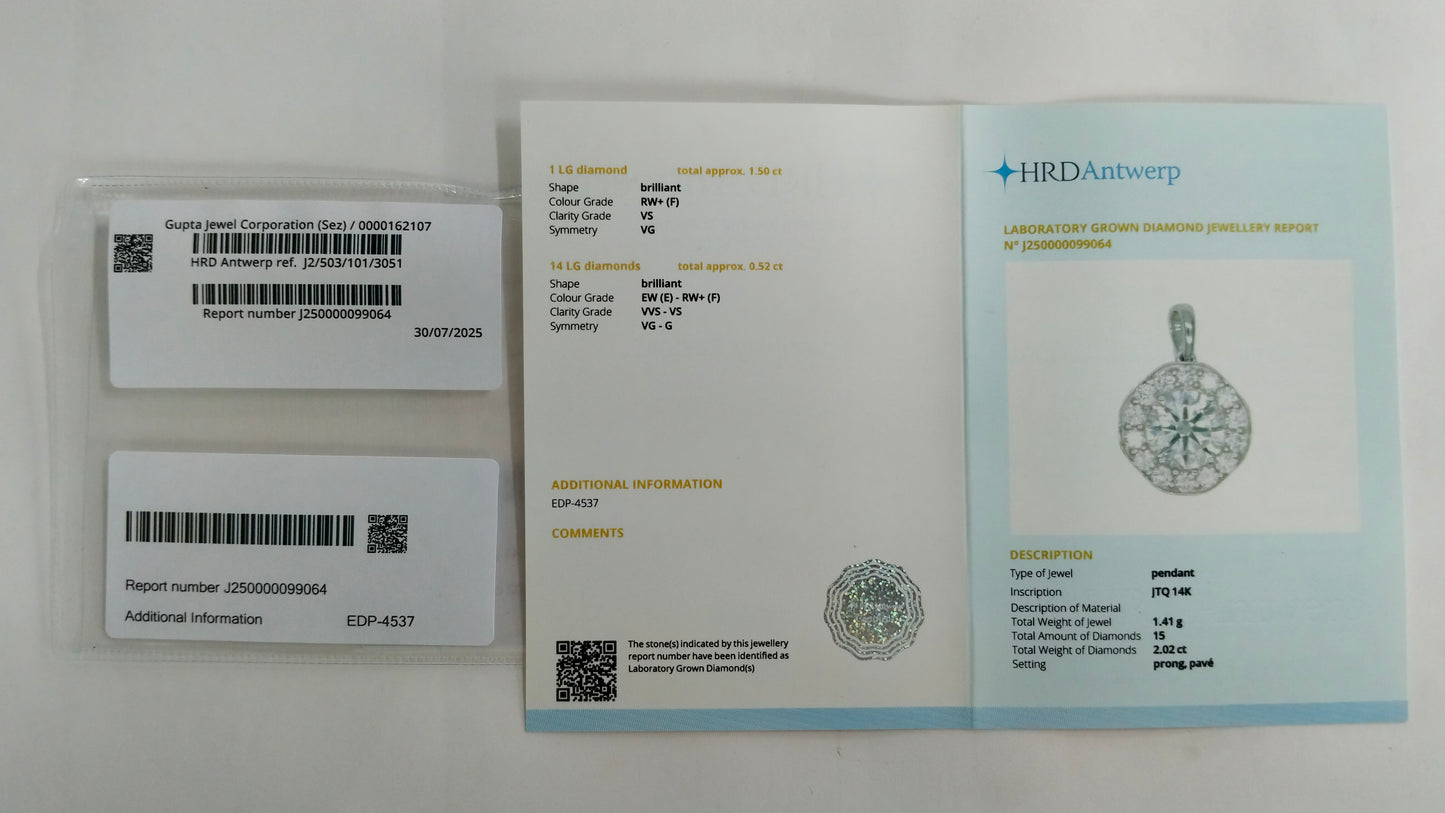 Gupta Jewel Corporation (Sez) / 0000162107
HRD Antwerp ref. J2/503/101/3051
Report number J250000099064
30/07/2025
Report number J250000099064
Additional Information EDP-4537
1 LG diamond total approx. 1.50 ct
Shape brilliant
Colour Grade RW+ (F)
Clarity Grade VS
Symmetry VG
14 LG diamonds total approx. 0.52 ct
Shape brilliant
Colour Grade EW (E) - RW+ (F)
Clarity Grade VVS - VS
Symmetry VG - G
ADDITIONAL INFORMATION
EDP-4537
COMMENTS
The stone(s) indicated by this jewellery
report number have been identified as
Laboratory Grown Diamond(s)
HRDAntwerp
LABORATORY GROWN DIAMOND JEWELLERY REPORT
N° J250000099064
DESCRIPTION
Type of Jewel pendant
Inscription JTQ 14K
Description of Material
Total Weight of Jewel 1.41 g
Total Amount of Diamonds 15
Total Weight of Diamonds 2.02 ct
Setting prong, pavé